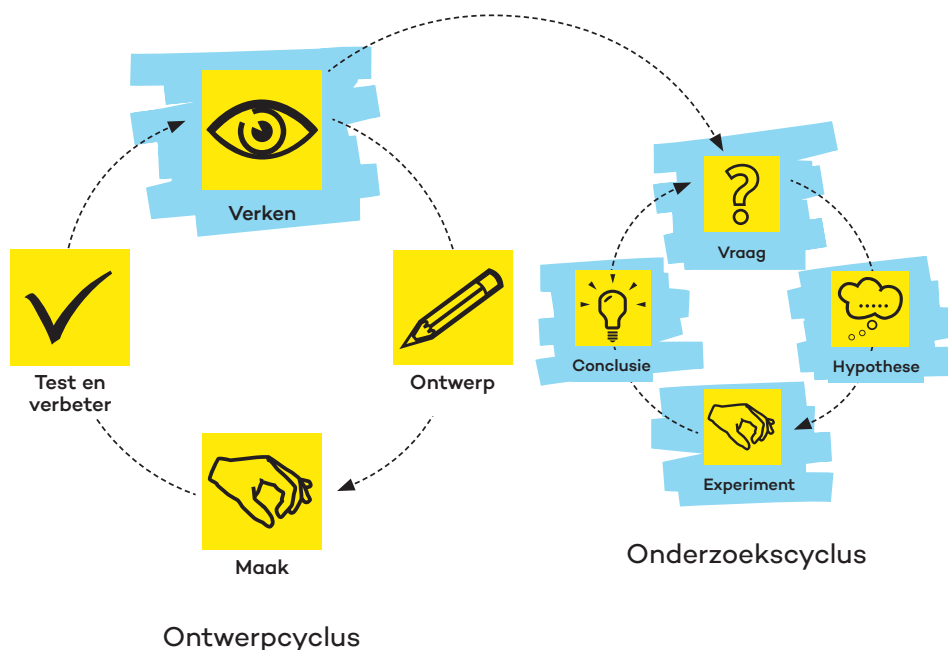 Verken
Vraag
Test en
verbeter
Ontwerp
Conclusie
Hypothese
Experiment
Maak
Onderzoekscyclus
Ontwerpcyclus